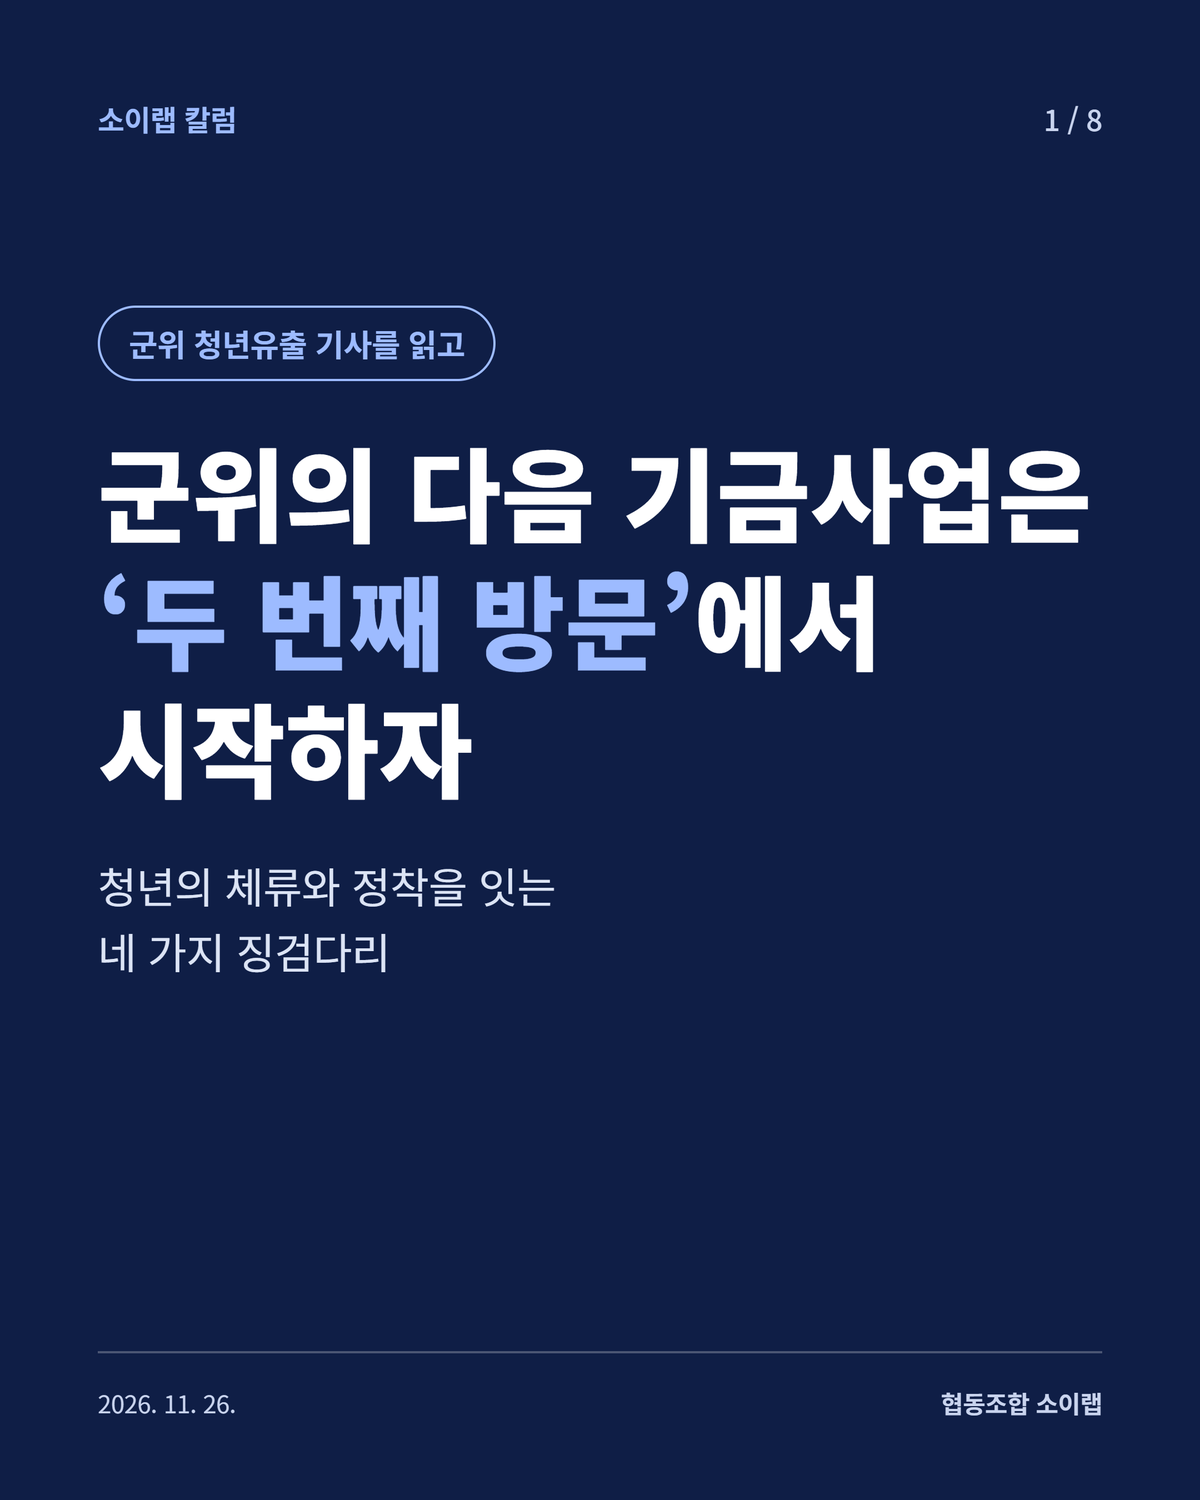 소이랩 칼럼
1 / 8
군위 청년유출 기사를 읽고
군위의 다음 기금사업은
‘두 번째 방문’에서
시작하자
청년의 체류와 정착을 잇는
네 가지 징검다리
2026. 11. 26.
협동조합 소이랩